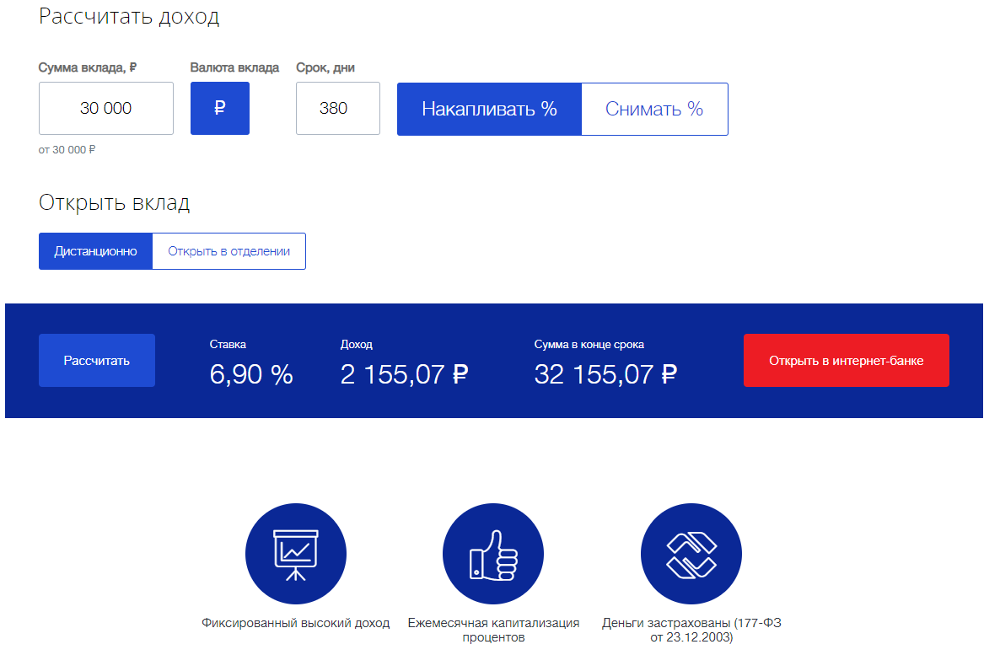 Рассчитать доход
Сумма вклада, ₽
Валюта вклада
Срок, дни
30 000
₽
380
Накапливать %
Снимать %
от 30 000 ₽
Открыть вклад
Дистанционно
Открыть в отделении
Рассчитать
Ставка
6,90 %
Доход
2 155,07 ₽
Сумма в конце срока
32 155,07 ₽
Открыть в интернет-банке
Фиксированный высокий доход
Ежемесячная капитализация
процентов
Деньги застрахованы (177-ФЗ
от 23.12.2003)